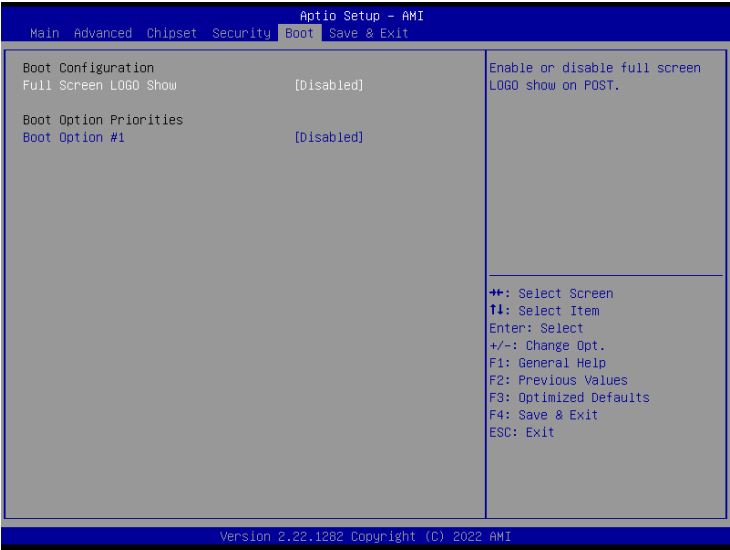 Aptio Setup – AMI
Main Advanced Chipset Security Boot Save & Exit
Boot Configuration
Full Screen LOGO Show [Disabled]
Boot Option Priorities
Boot Option #1 [Disabled]
Enable or disable full screen
LOGO show on POST.
→←: Select Screen
↑↓: Select Item
Enter: Select
+/-: Change Opt.
F1: General Help
F2: Previous Values
F3: Optimized Defaults
F4: Save & Exit
ESC: Exit
Version 2.22.1282 Copyright (C) 2022 AMI